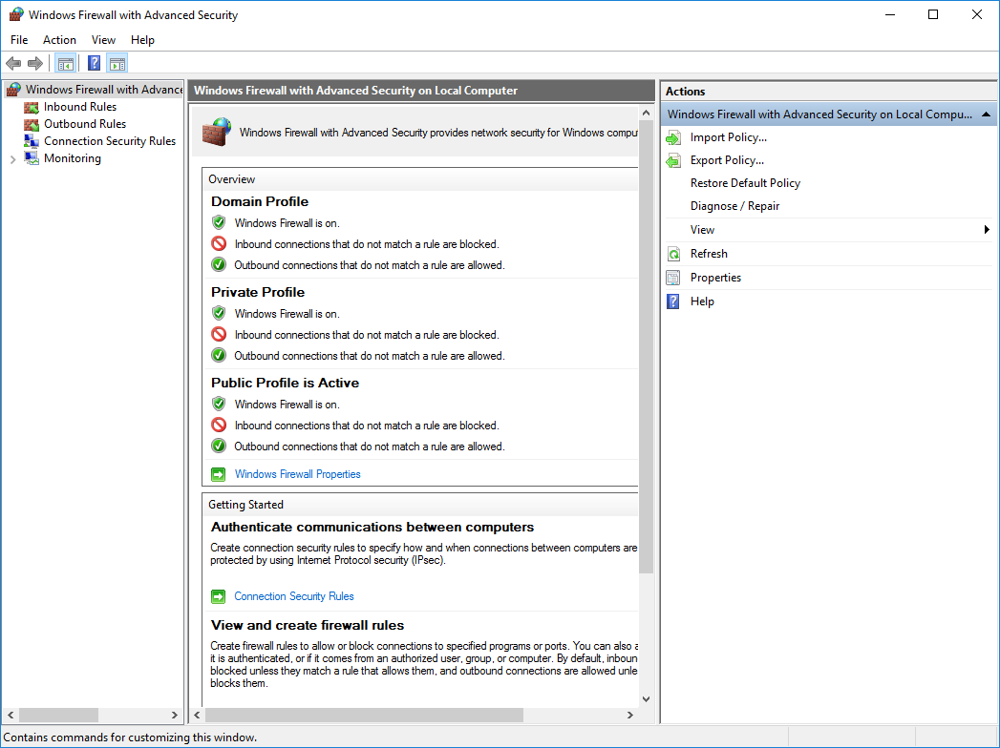 Windows Firewall with Advanced Security
File Action View Help
Windows Firewall with Advance
Inbound Rules
Outbound Rules
Connection Security Rules
Monitoring
Windows Firewall with Advanced Security on Local Computer
Windows Firewall with Advanced Security provides network security for Windows compu
Overview
Domain Profile
Windows Firewall is on.
Inbound connections that do not match a rule are blocked.
Outbound connections that do not match a rule are allowed.
Private Profile
Windows Firewall is on.
Inbound connections that do not match a rule are blocked.
Outbound connections that do not match a rule are allowed.
Public Profile is Active
Windows Firewall is on.
Inbound connections that do not match a rule are blocked.
Outbound connections that do not match a rule are allowed.
Windows Firewall Properties
Getting Started
Authenticate communications between computers
Create connection security rules to specify how and when connections between computers are
protected by using Internet Protocol security (IPsec).
Connection Security Rules
View and create firewall rules
Create firewall rules to allow or block connections to specified programs or ports. You can also a
it is authenticated, or if it comes from an authorized user, group, or computer. By default, inboun
blocked unless they match a rule that allows them, and outbound connections are allowed unle
blocks them.
Actions
Windows Firewall with Advanced Security on Local Compu...
Import Policy...
Export Policy...
Restore Default Policy
Diagnose / Repair
View
Refresh
Properties
Help
Contains commands for customizing this window.